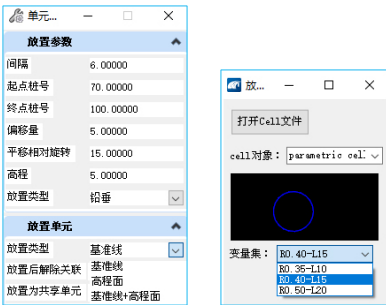 单元...
放置参数
间隔 6.00000
起点桩号 70.00000
终点桩号 100.00000
偏移量 5.00000
平移相对旋转 15.00000
高程 5.00000
放置类型 铅垂
放置单元
放置类型 基准线
放置后解除关联 基准线
高程面
放置为共享单元 基准线+高程面
放...
打开Cell文件
cell对象： parametric cel
变量集： R0.40-L15
R0.35-L10
R0.40-L15
R0.50-L20